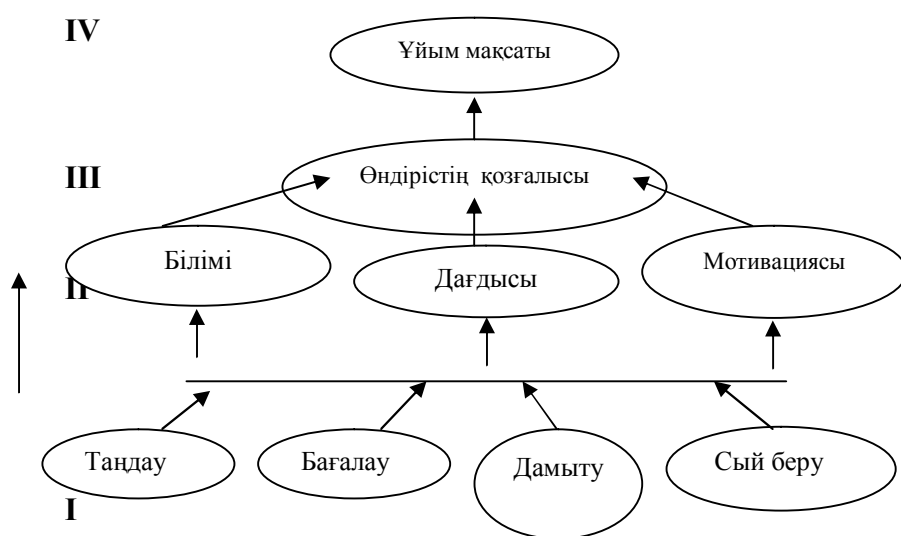 IV
Ұйым мақсаты
III
Өндірістің қозғалысы
Білімі
Дағдысы
Мотивациясы
II
Таңдау
Бағалау
Дамыту
Сый беру
I